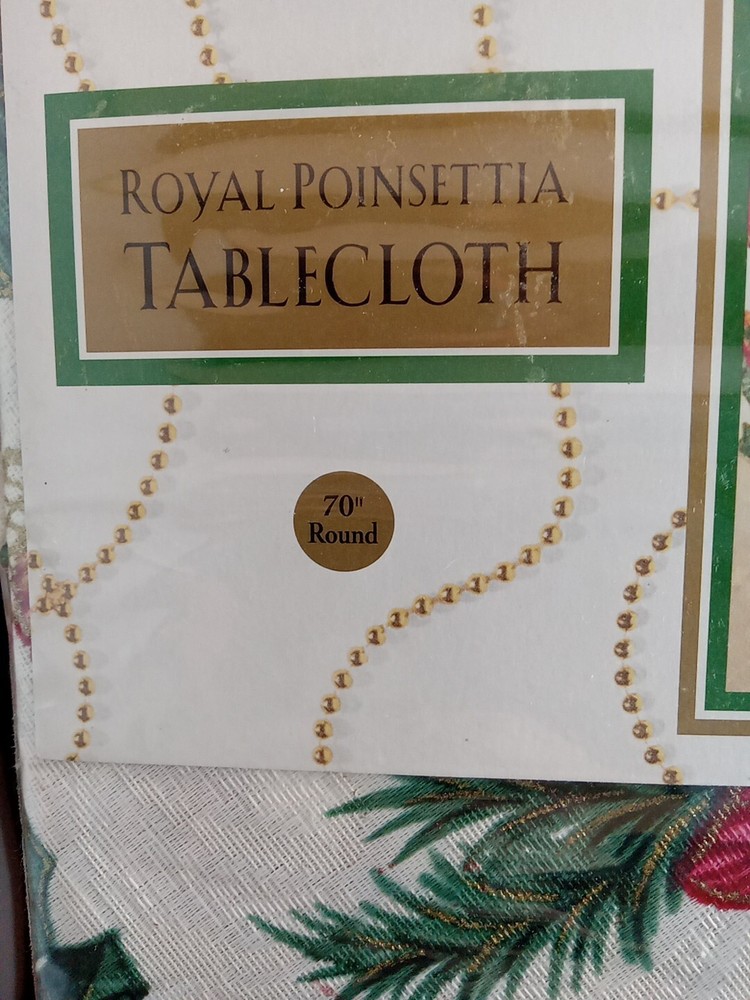 ROYAL POINSETTIA
TABLECLOTH
70"
Round